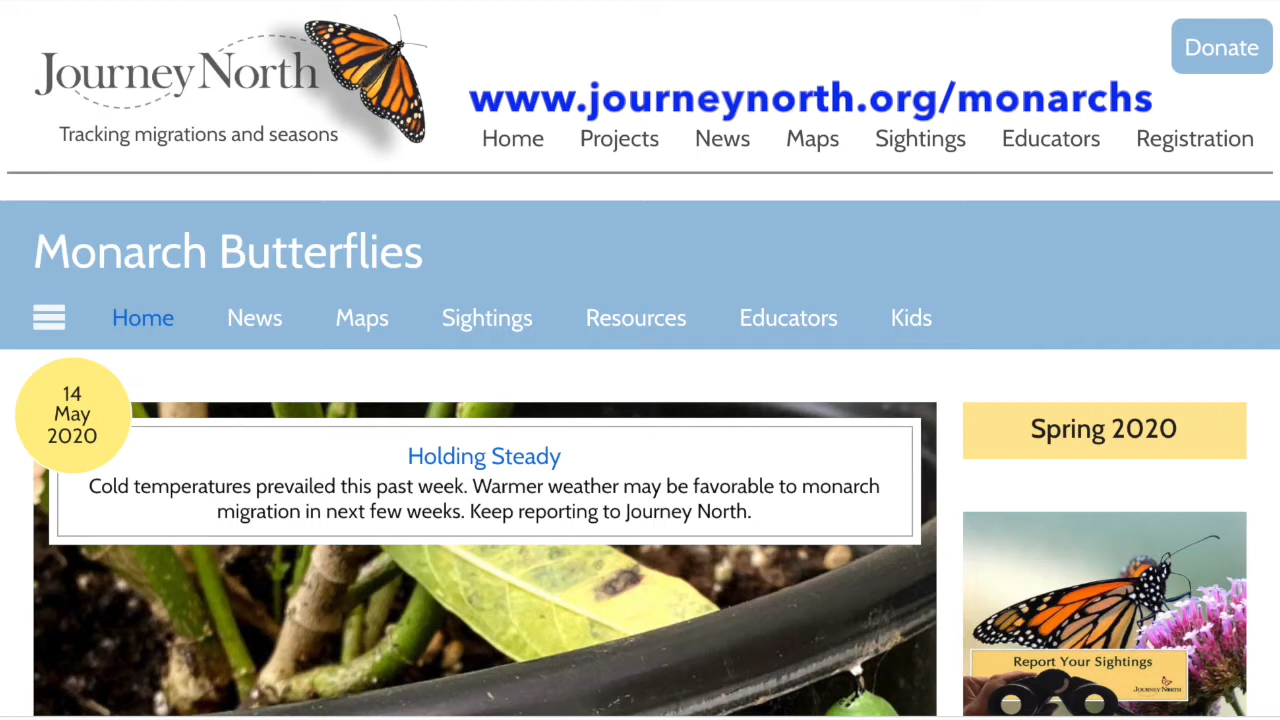 Journey North
Tracking migrations and seasons
Donate
www.journeynorth.org/monarchs
Home Projects News Maps Sightings Educators Registration
Monarch Butterflies
Home News Maps Sightings Resources Educators Kids
14
May
2020
Holding Steady
Cold temperatures prevailed this past week. Warmer weather may be favorable to monarch
migration in next few weeks. Keep reporting to Journey North.
Spring 2020
Report Your Sightings
Journey North